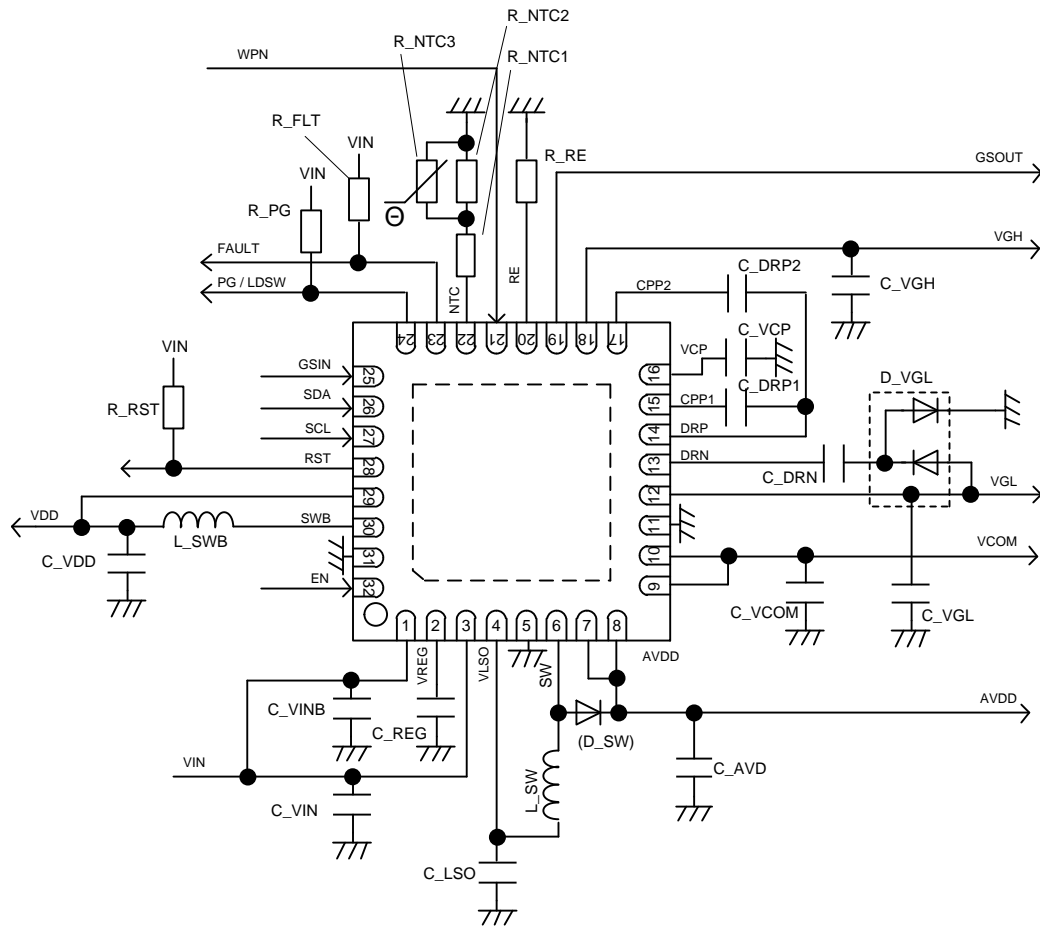 R_NTC2
R_NTC3
R_NTC1
WPN
R_FLT
VIN
VIN
R_PG
R_RE
GSOUT
Θ
FAULT
PG / LDSW
NTC
RE
VGH
CPP2
C_DRP2
C_VGH
24
23
22
21
20
19
18
17
VIN
R_RST
GSIN
SDA
SCL
RST
VDD
SWB
L_SWB
C_VDD
EN
25
26
27
28
29
30
31
32
16
15
14
13
12
11
10
9
VCP
C_VCP
CPP1
C_DRP1
DRP
DRN
C_DRN
D_VGL
VGL
VCOM
C_VCOM
C_VGL
1
2
3
4
5
6
7
8
VREG
VLSO
SW
AVDD
C_VINB
C_REG
VIN
C_VIN
L_SW
(D_SW)
AVDD
C_AVD
C_LSO